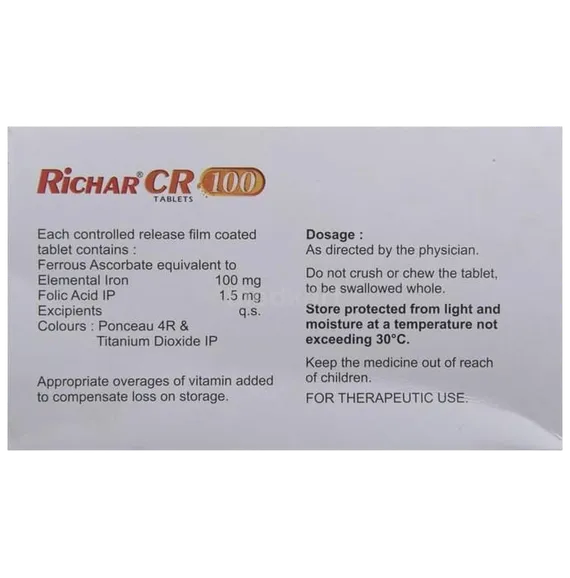 RICHAR® CR 100
TABLETS
Each controlled release film coated
tablet contains :
Ferrous Ascorbate equivalent to
Elemental Iron 100 mg
Folic Acid IP 1.5 mg
Excipients q.s.
Colours : Ponceau 4R &
Titanium Dioxide IP
Appropriate overages of vitamin added
to compensate loss on storage.
Dosage :
As directed by the physician.
Do not crush or chew the tablet,
to be swallowed whole.
Store protected from light and
moisture at a temperature not
exceeding 30°C.
Keep the medicine out of reach
of children.
FOR THERAPEUTIC USE.